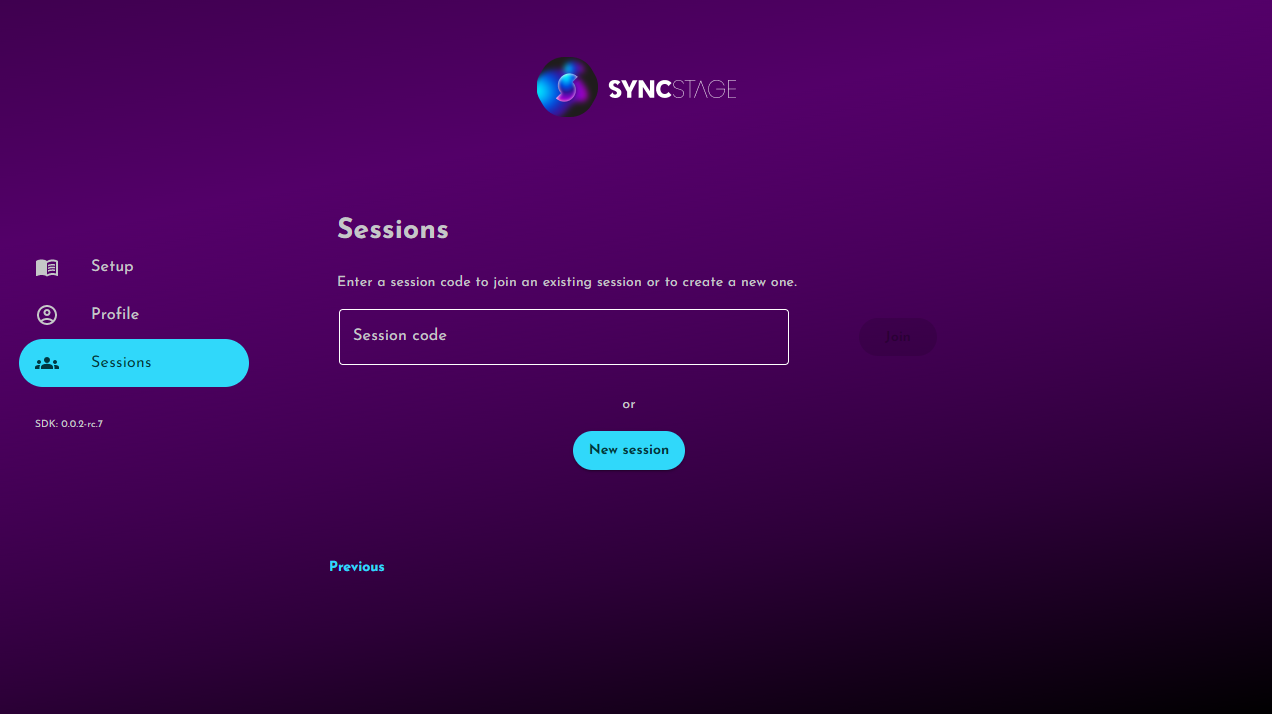 SYNCSTAGE
Sessions
Setup
Enter a session code to join an existing session or to create a new one.
Profile
Session code
Join
Sessions
or
SDK: 0.0.2-rc.7
New session
Previous